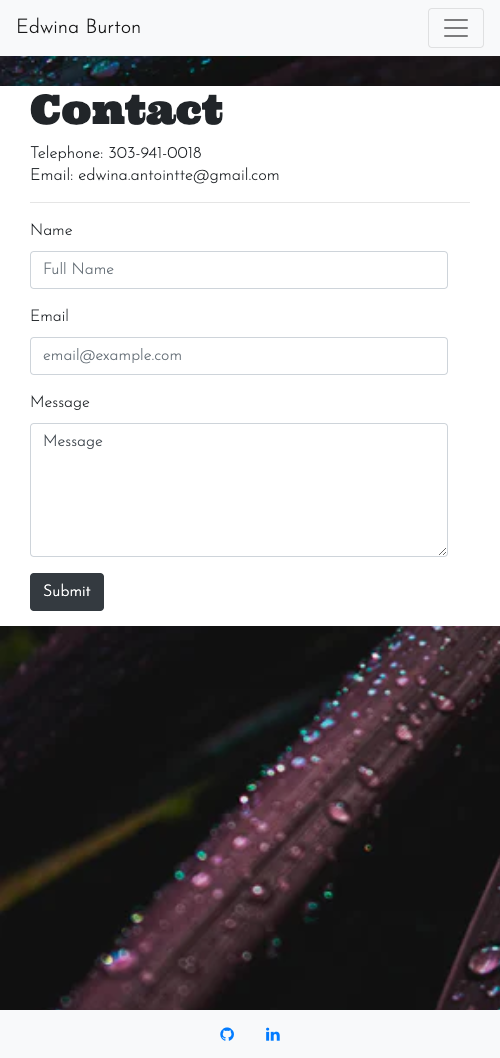 Edwina Burton
Contact
Telephone: 303-941-0018
Email: edwina.antointte@gmail.com
Name
Full Name
Email
email@example.com
Message
Message
Submit